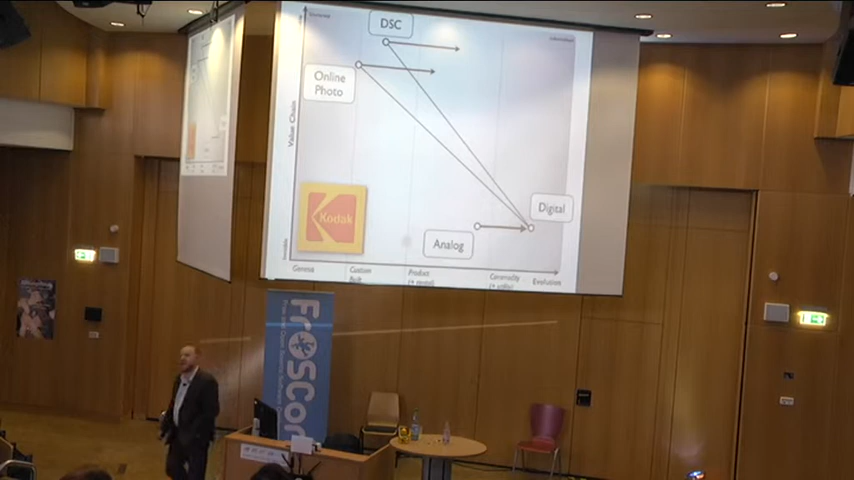 DSC
Online
Photo
Value Chain
Kodak
Digital
Analog
Genesis
Custom
Built
Product
(+ rental)
Commodity
(+ utility)
Evolution
FrOSCon